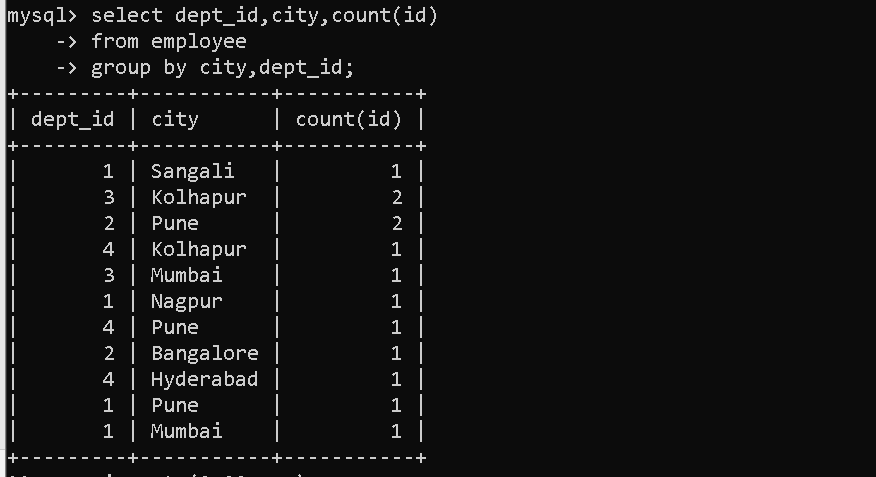 mysql> select dept_id,city,count(id)
    -> from employee
    -> group by city,dept_id;
+---------+-----------+-----------+
| dept_id | city      | count(id) |
+---------+-----------+-----------+
|       1 | Sangali   |         1 |
|       3 | Kolhapur  |         2 |
|       2 | Pune      |         2 |
|       4 | Kolhapur  |         1 |
|       3 | Mumbai    |         1 |
|       1 | Nagpur    |         1 |
|       4 | Pune      |         1 |
|       2 | Bangalore |         1 |
|       4 | Hyderabad |         1 |
|       1 | Pune      |         1 |
|       1 | Mumbai    |         1 |
+---------+-----------+-----------+